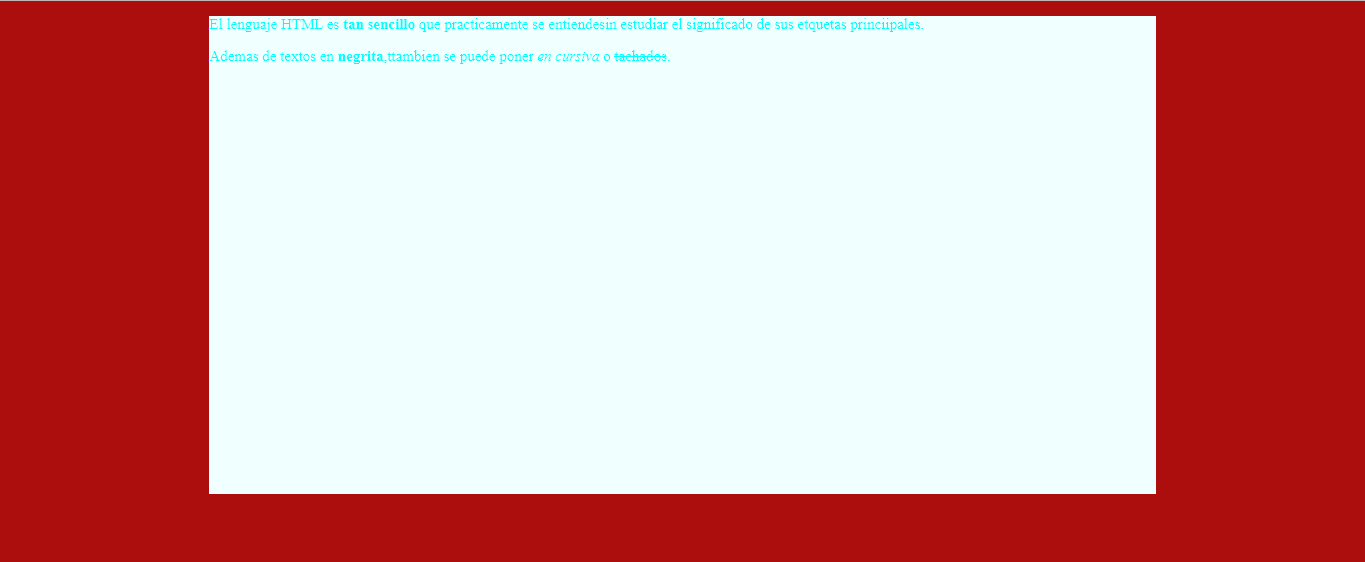 El lenguaje HTML es tan sencillo que practicamente se entiendesin estudiar el significado de sus etquetas princiipales.
Ademas de textos en negrita,ttambien se puede poner en cursiva o tachados.